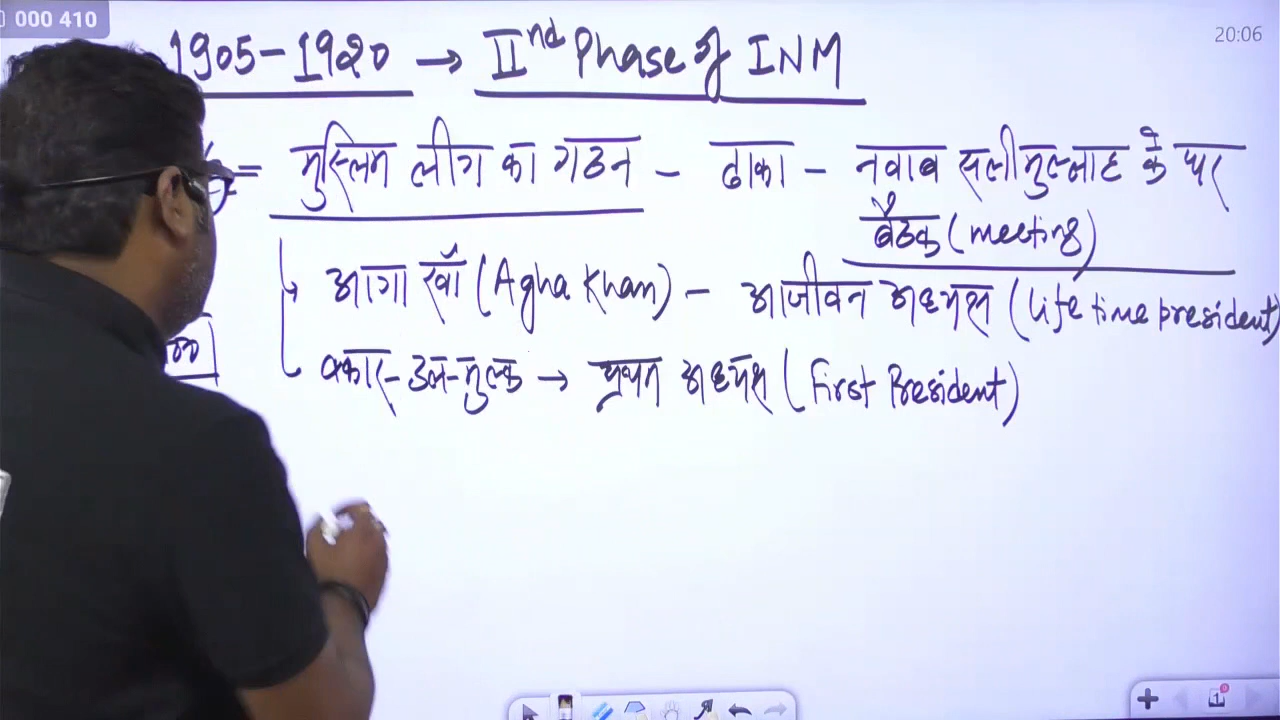 000 410
20:06
1905-1920 → IInd Phase of INM
= मुस्लिम लीग का गठन - ढाका - नवाब सलीमुल्लाह के घर
बैठक (meeting)
आगा खाँ (Agha Khan) - आजीवन अध्यक्ष (Life time president)
वकार-उल-मुल्क → प्रथम अध्यक्ष (First President)
1